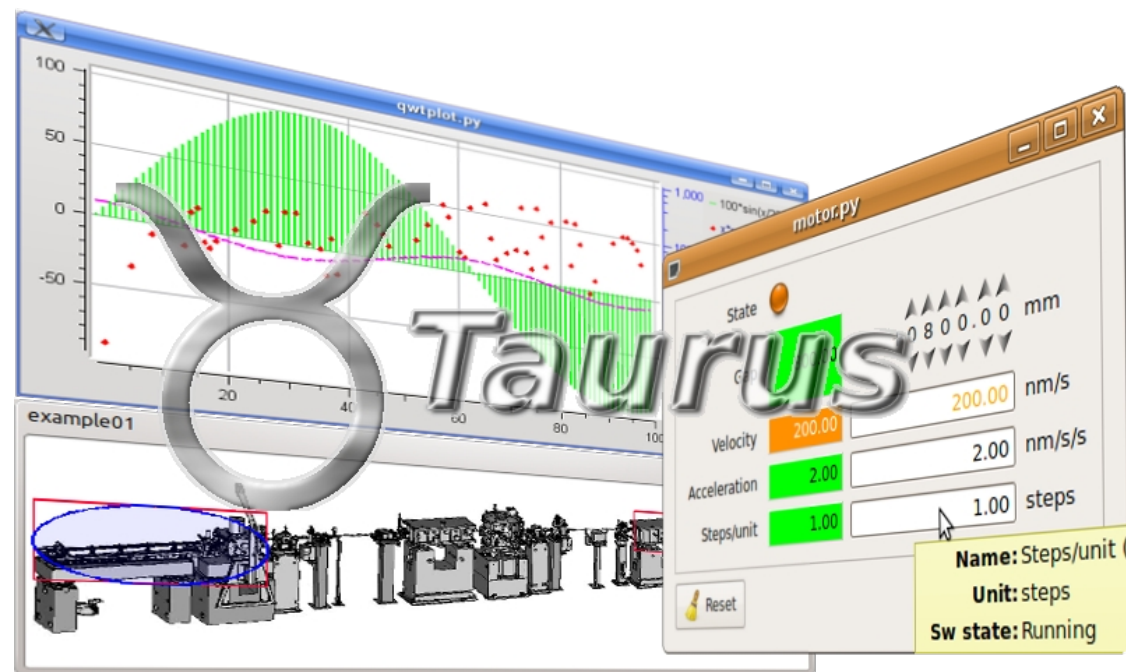 qwtplot.py
100
50
0
-50
20
40
60
80
100
1,000
100*sin(x/
example01
Taurus
motor.py
State
0800.00 mm
Velocity 200.00 200.00 nm/s
Acceleration 2.00 2.00 nm/s/s
Steps/unit 1.00 1.00 steps
Reset
Name: Steps/unit (
Unit: steps
Sw state: Running